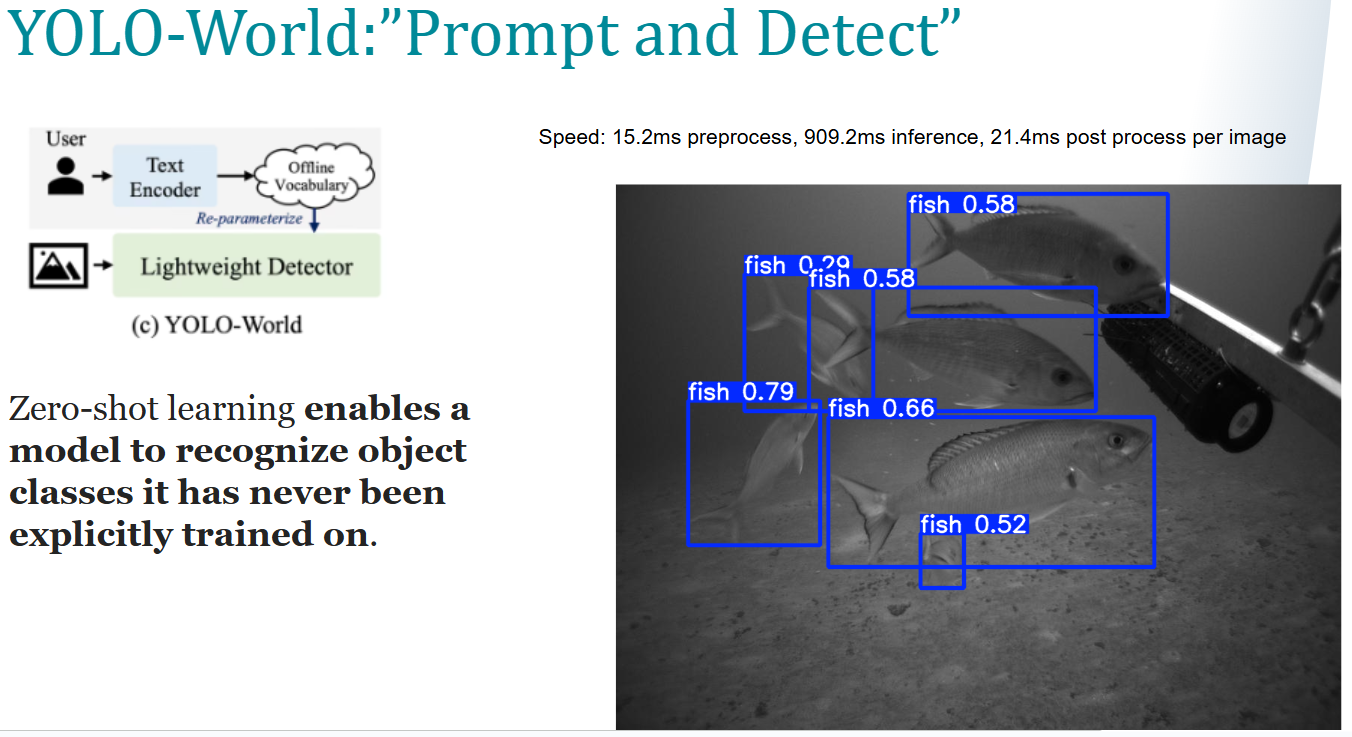 YOLO-World:”Prompt and Detect”
User
Text
Encoder
Offline
Vocabulary
Re-parameterize
Lightweight Detector
(c) YOLO-World
Zero-shot learning enables a
model to recognize object
classes it has never been
explicitly trained on.
Speed: 15.2ms preprocess, 909.2ms inference, 21.4ms post process per image
fish 0.58
fish 0.29
fish 0.58
fish 0.79
fish 0.66
fish 0.52